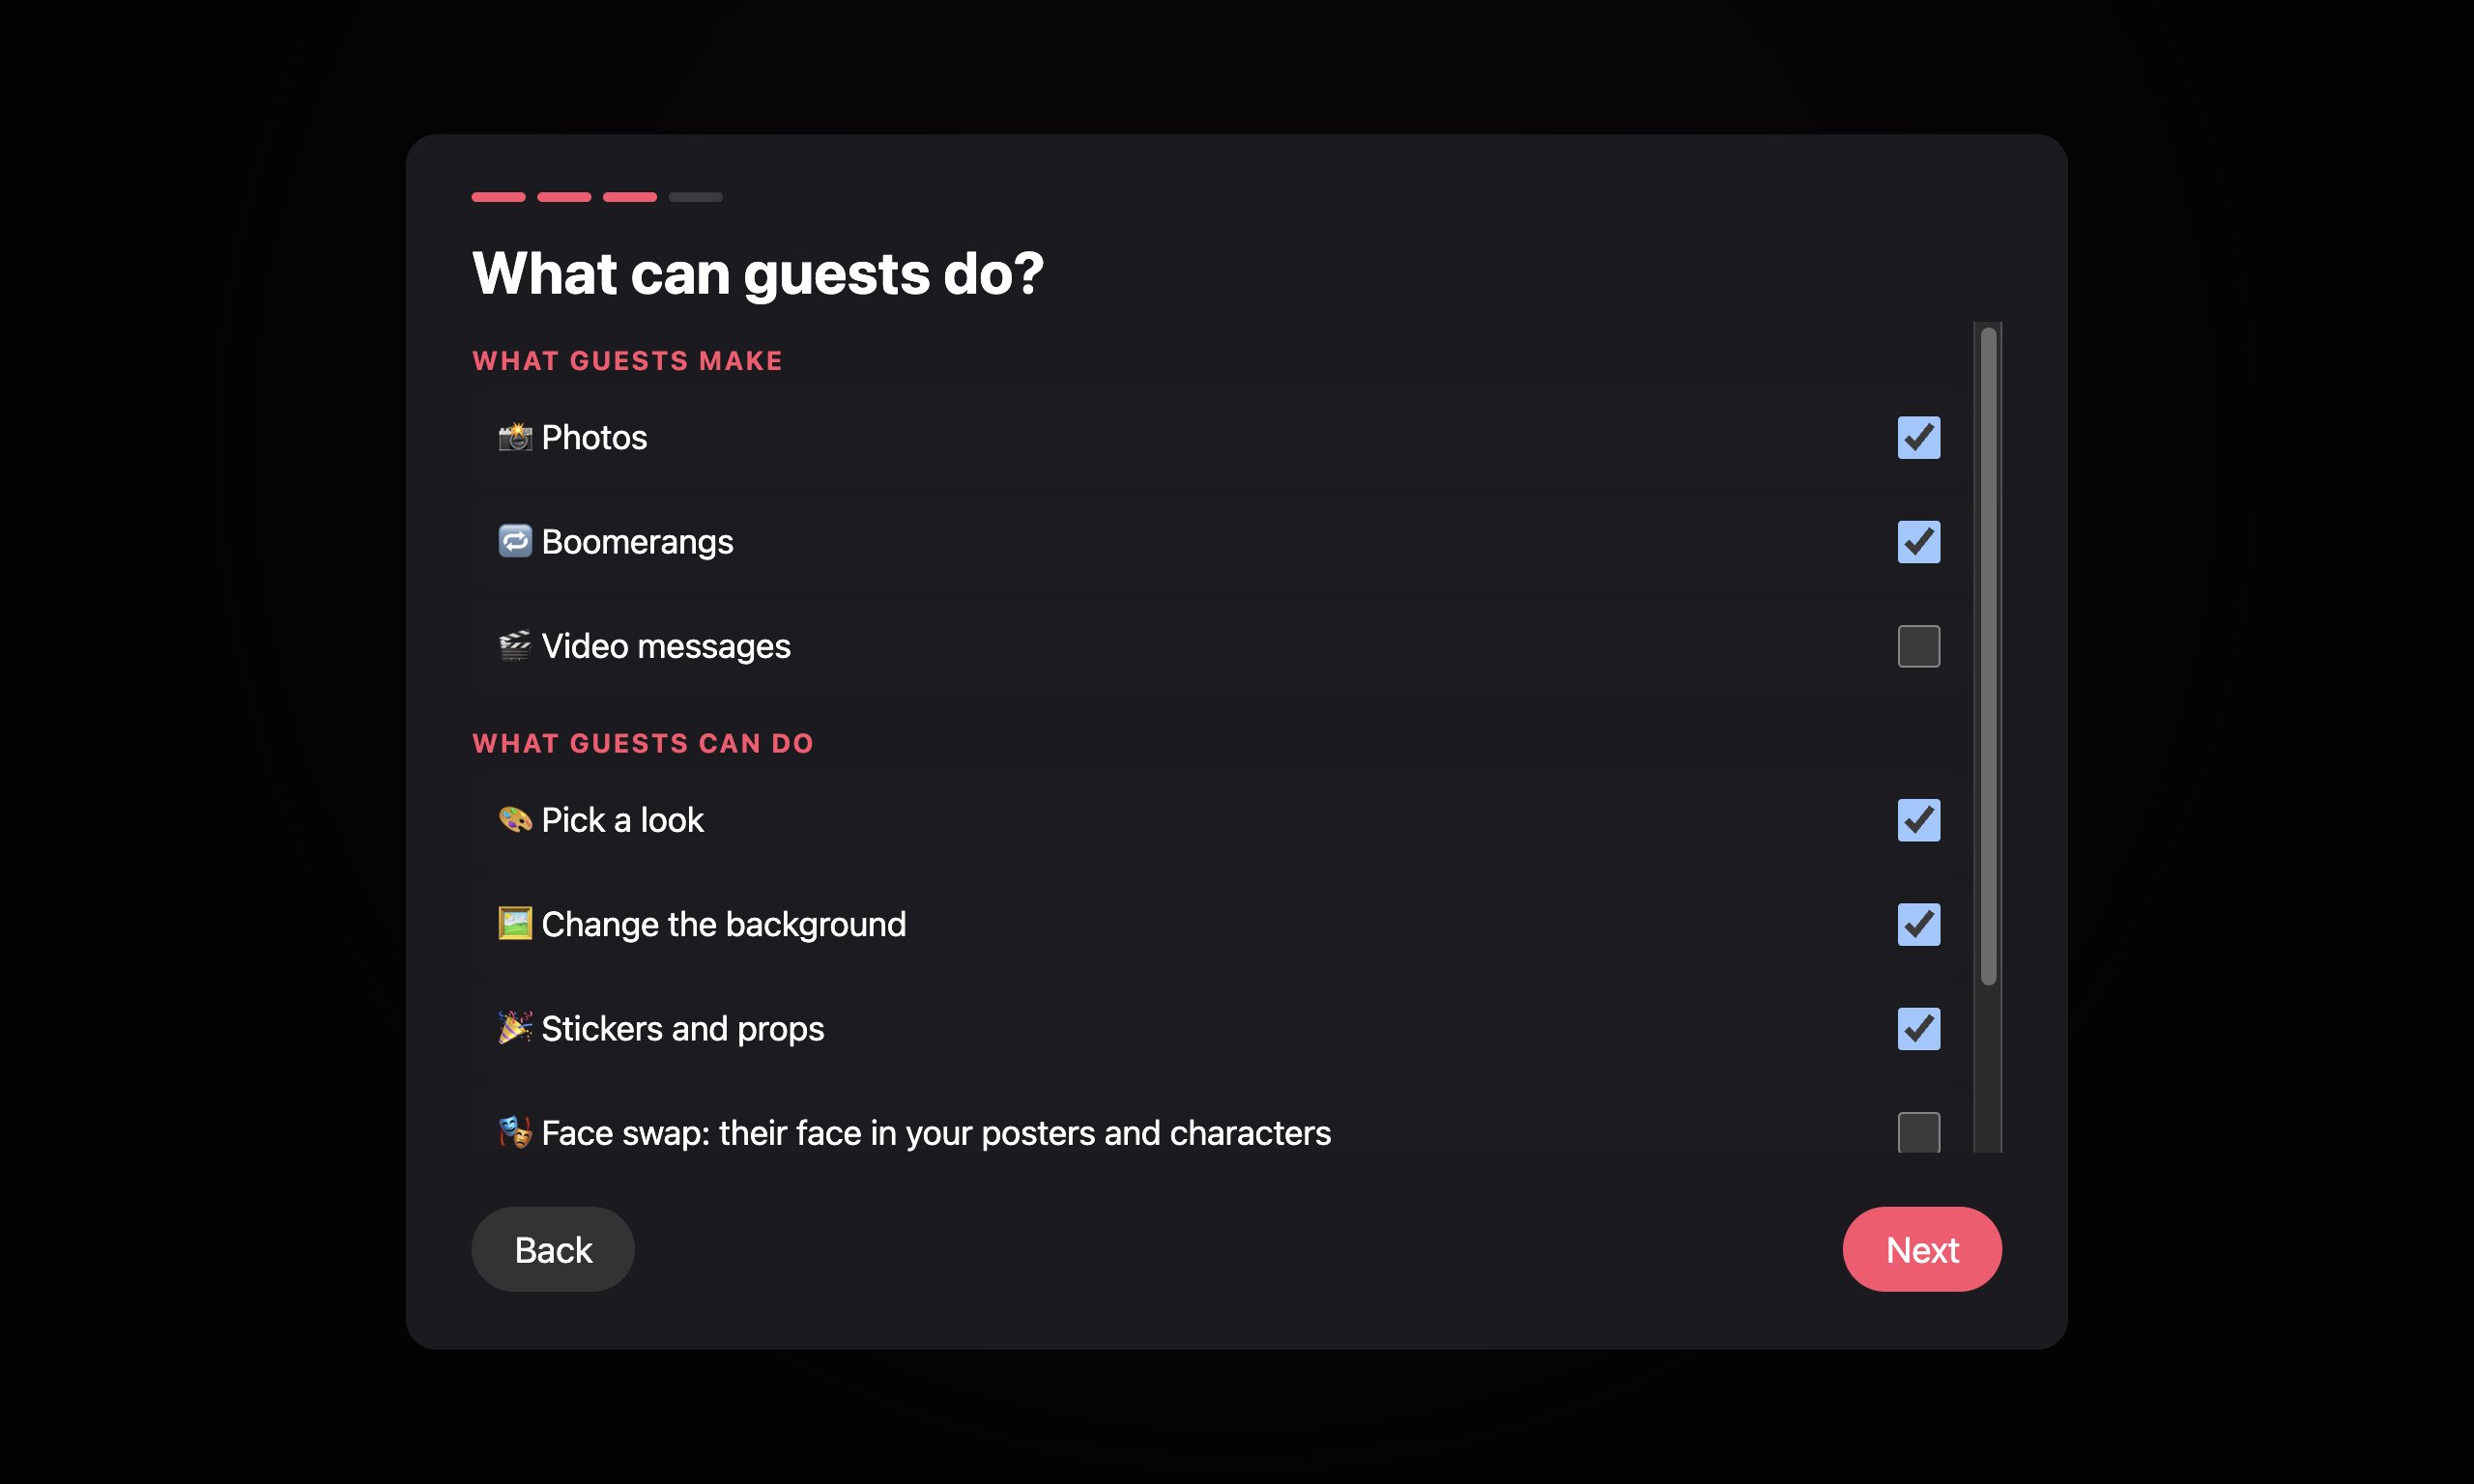 What can guests do?
WHAT GUESTS MAKE
📸 Photos
🔁 Boomerangs
🎬 Video messages
WHAT GUESTS CAN DO
🎨 Pick a look
🖼️ Change the background
🎉 Stickers and props
🎭 Face swap: their face in your posters and characters
Back
Next